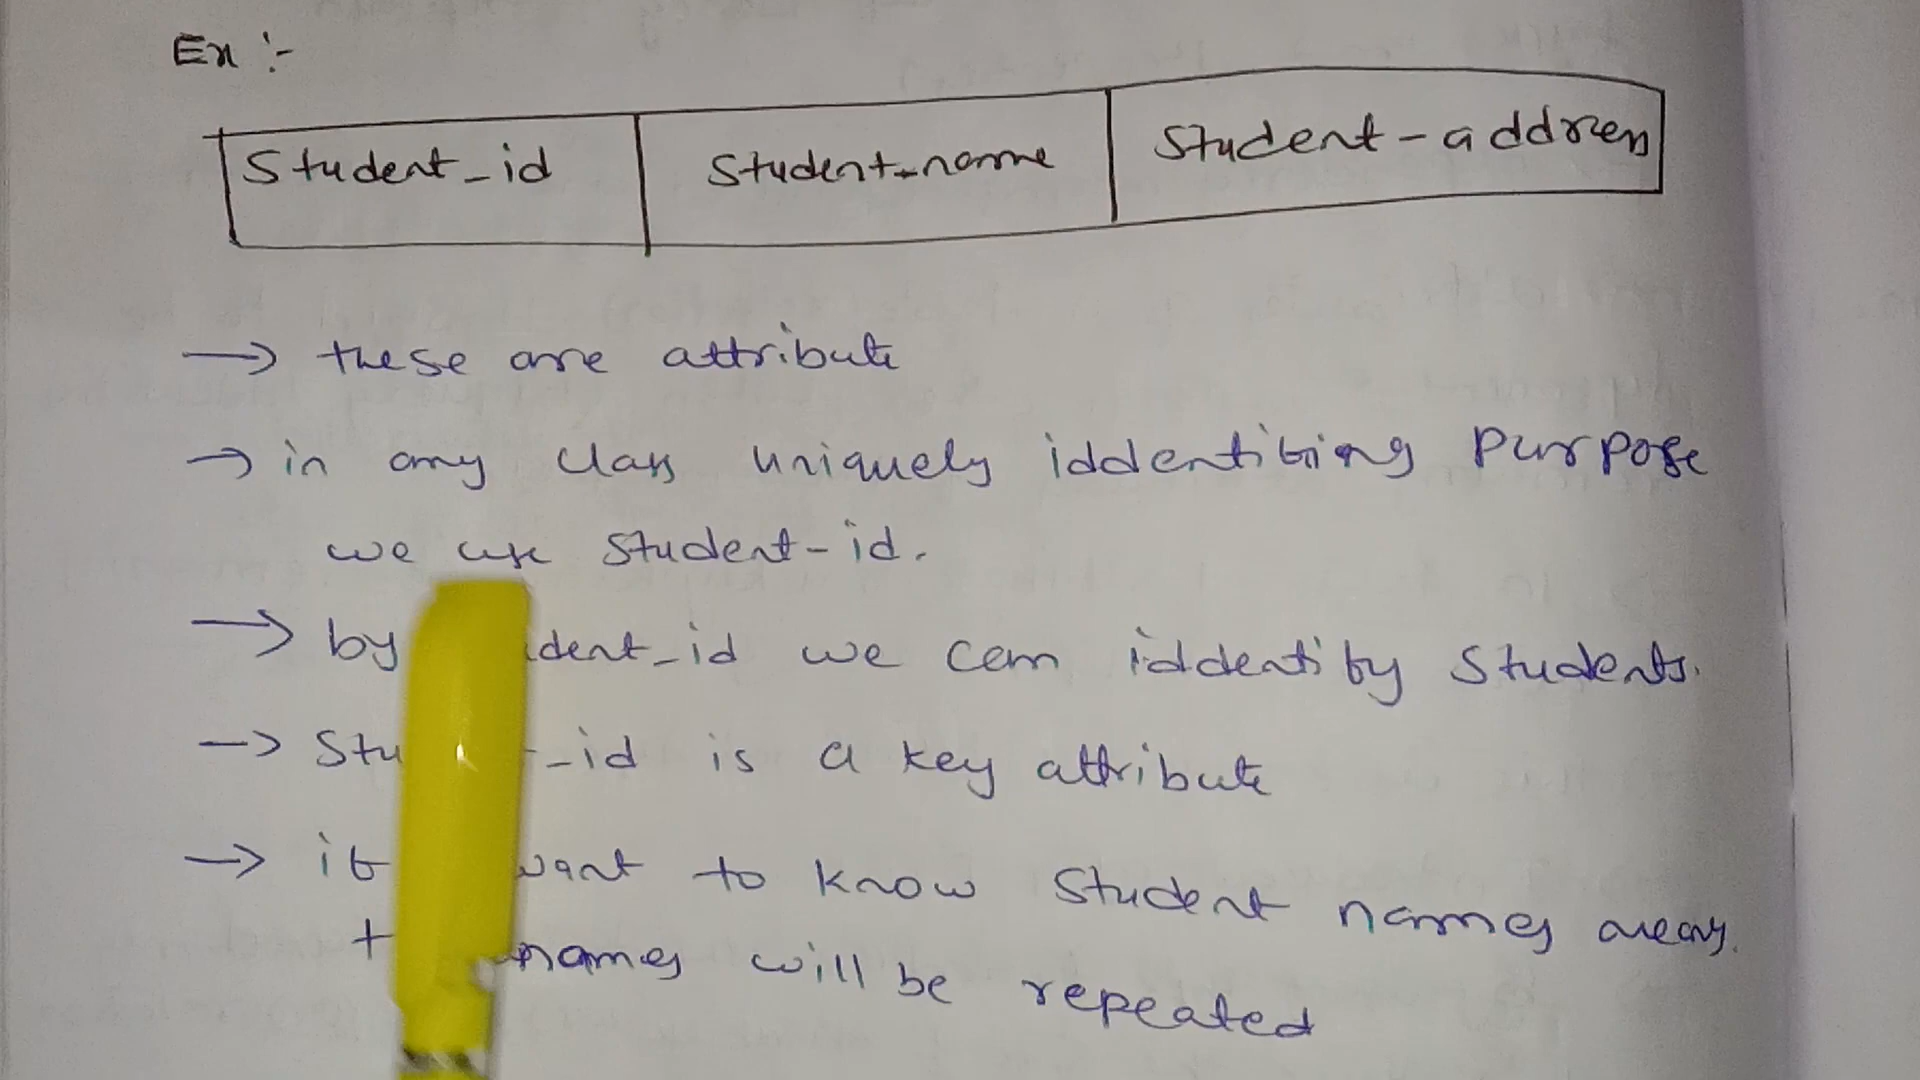 Ex :-
Student_id Student_name Student-address
→ these are attribute
→ in any class uniquely iddentifing purpose
we use student-id.
→ by dent_id we can iddentify students.
→ Stu -id is a key attribute
→ if want to know student names
names will be repeated